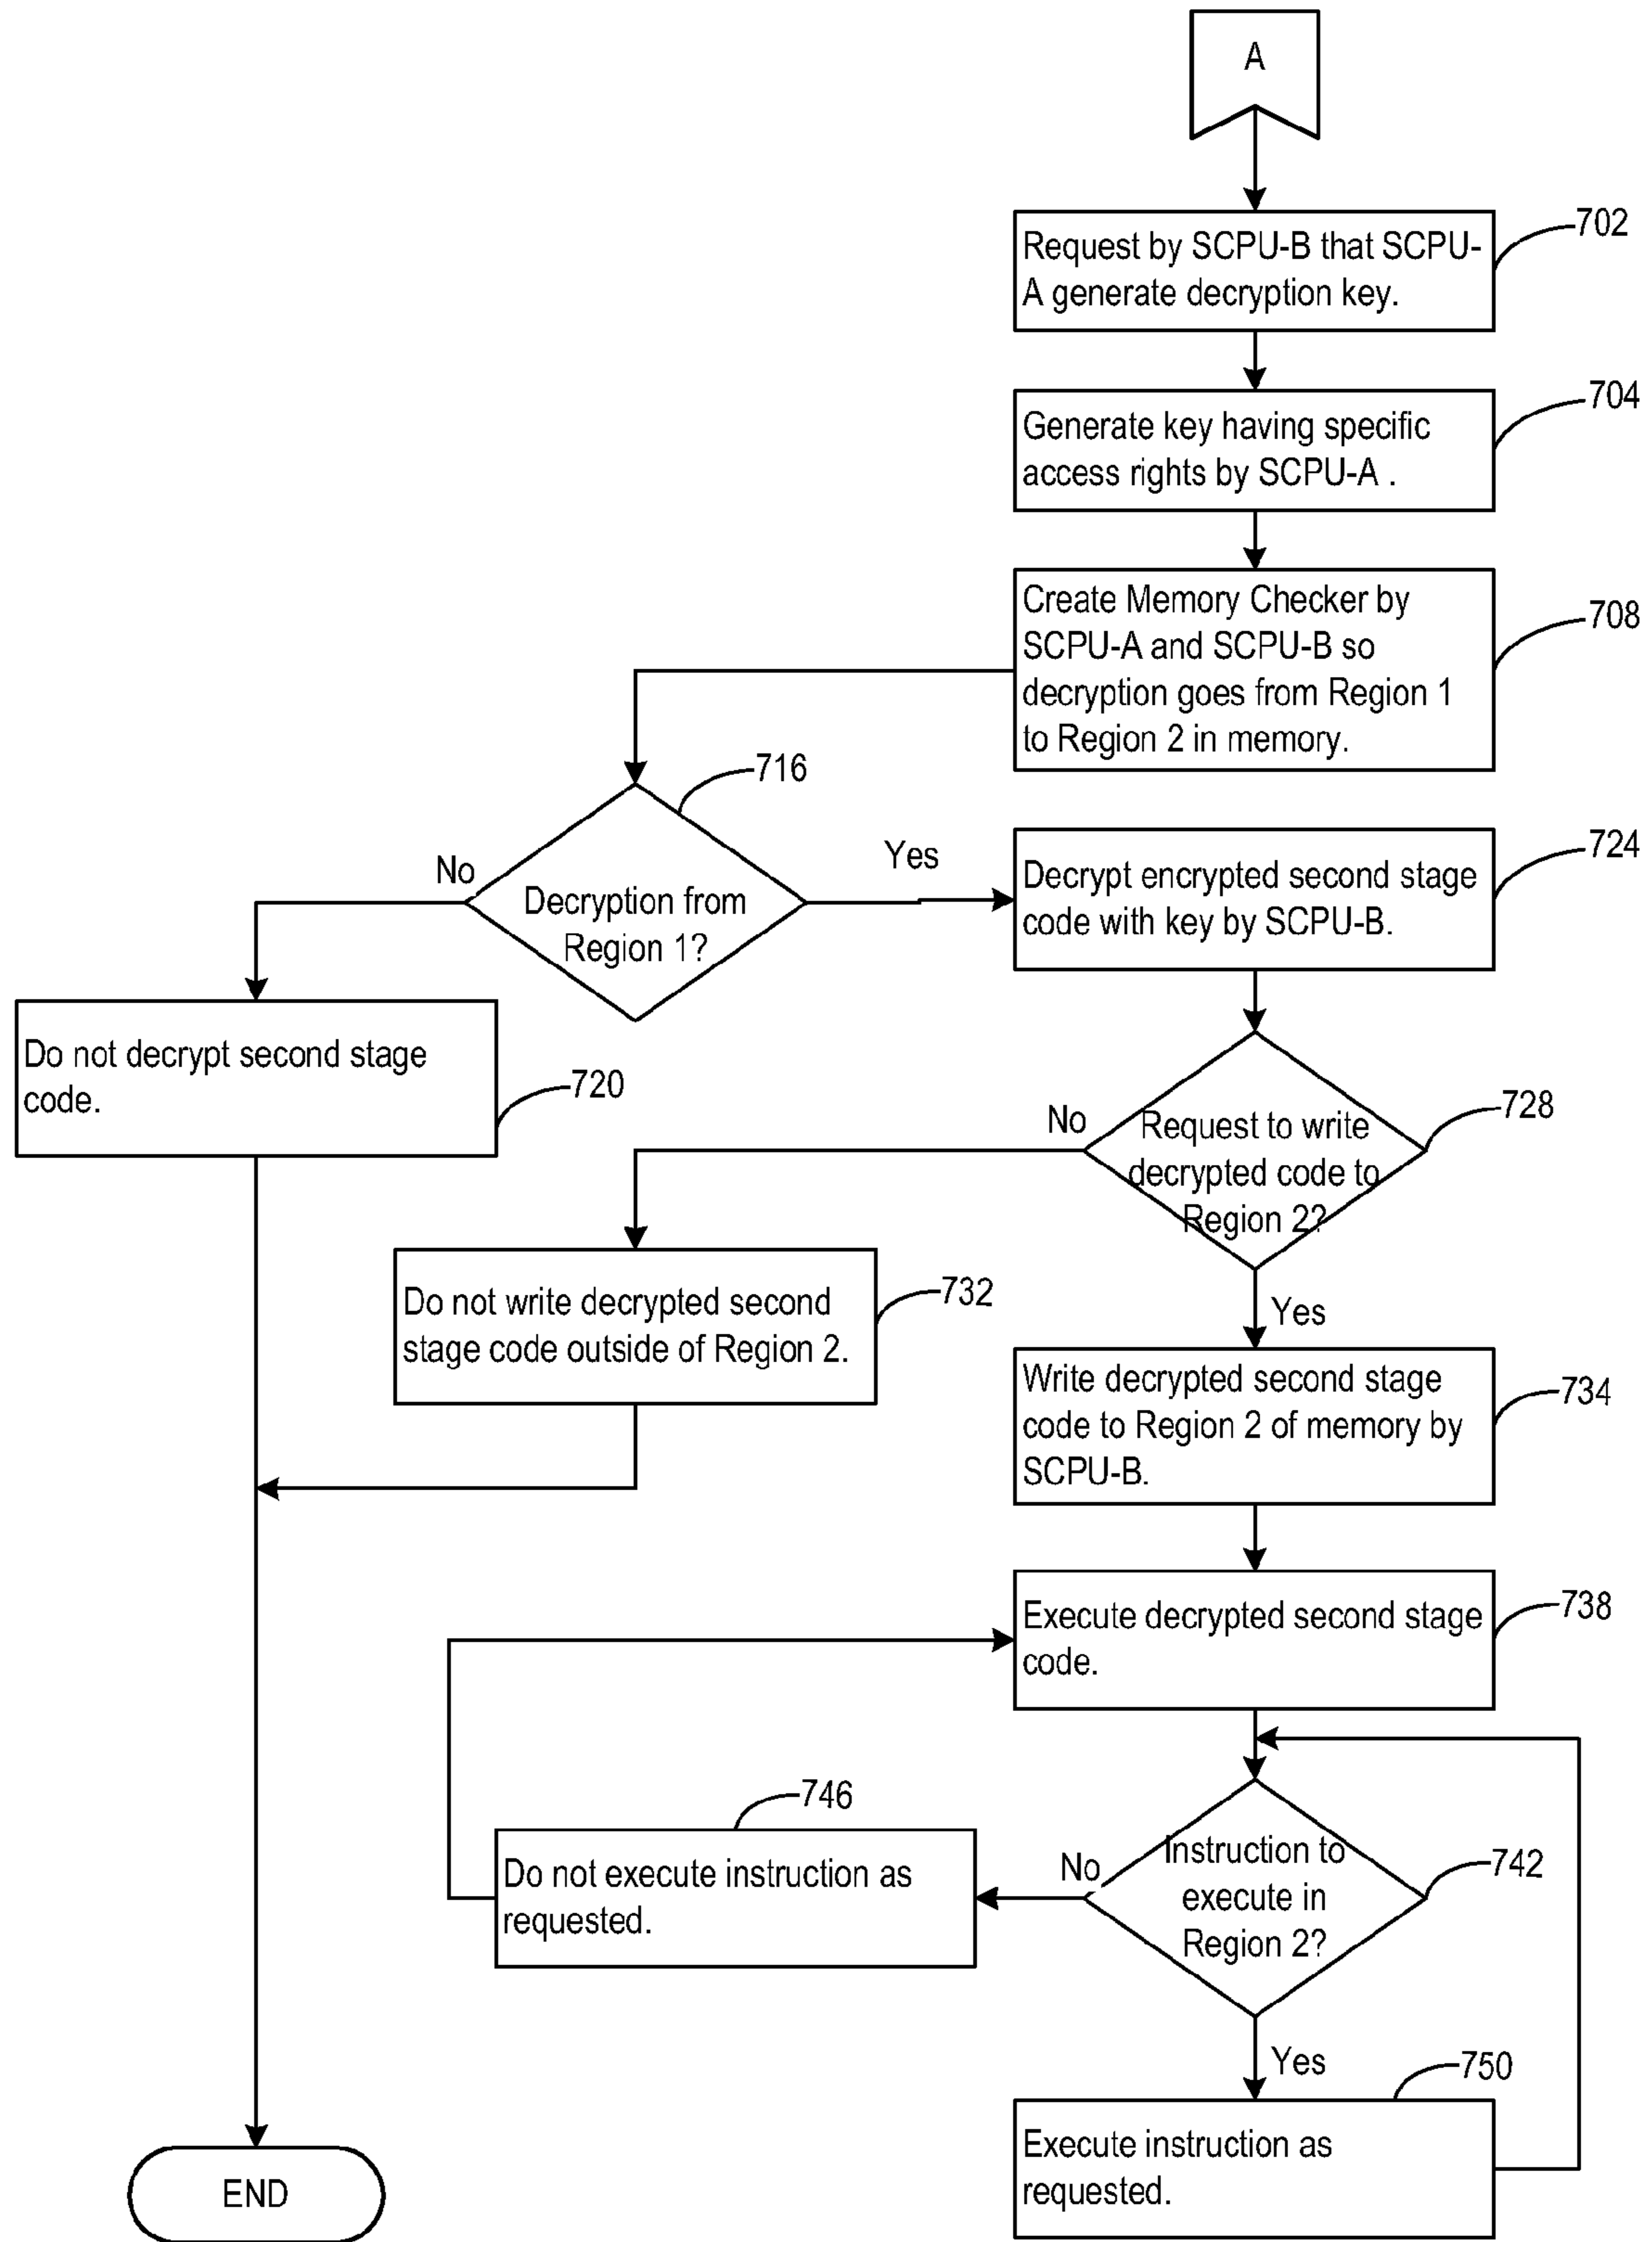 A
702
Request by SCPU-B that SCPU-
A generate decryption key.
704
Generate key having specific
access rights by SCPU-A .
708
Create Memory Checker by
SCPU-A and SCPU-B so
decryption goes from Region 1
to Region 2 in memory.
716
No
Yes
Decryption from
Region 1?
724
Decrypt encrypted second stage
code with key by SCPU-B.
Do not decrypt second stage
code.
720
728
No
Request to write
decrypted code to
Region 2?
Yes
732
Do not write decrypted second
stage code outside of Region 2.
734
Write decrypted second stage
code to Region 2 of memory by
SCPU-B.
738
Execute decrypted second stage
code.
746
Do not execute instruction as
requested.
No
742
Instruction to
execute in
Region 2?
Yes
750
Execute instruction as
requested.
END